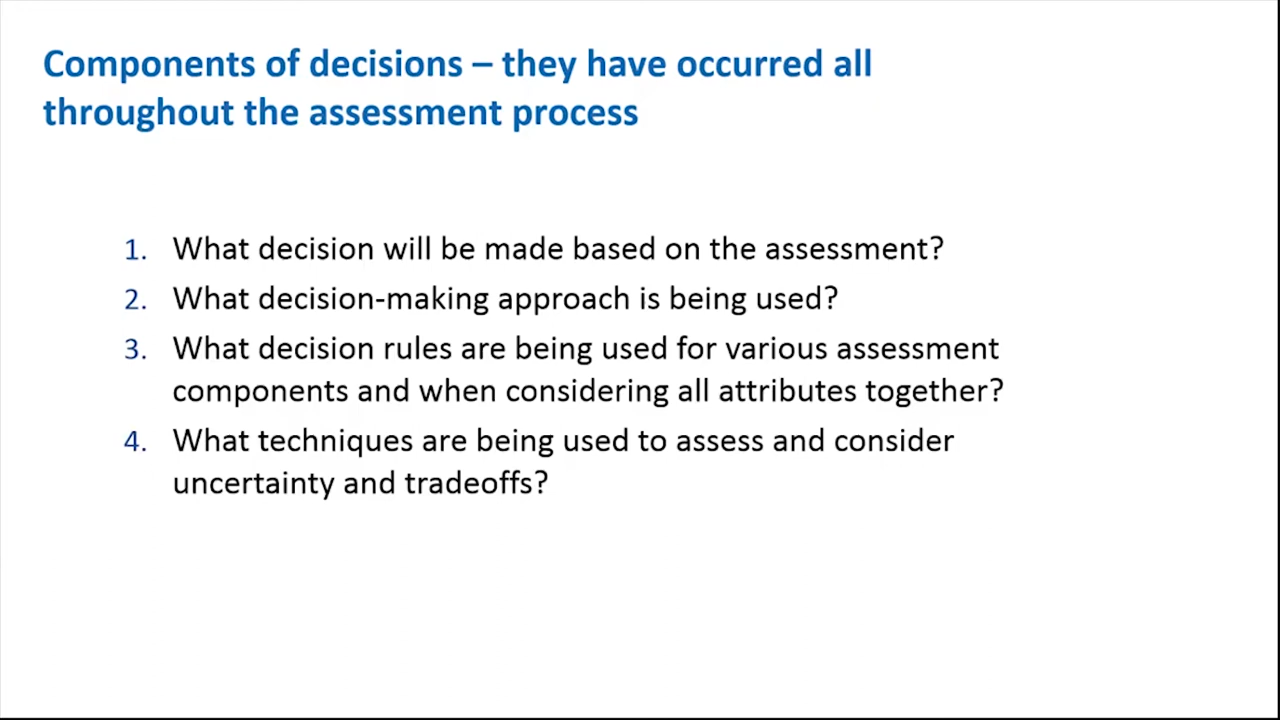 Components of decisions – they have occurred all
throughout the assessment process
1. What decision will be made based on the assessment?
2. What decision-making approach is being used?
3. What decision rules are being used for various assessment
components and when considering all attributes together?
4. What techniques are being used to assess and consider
uncertainty and tradeoffs?